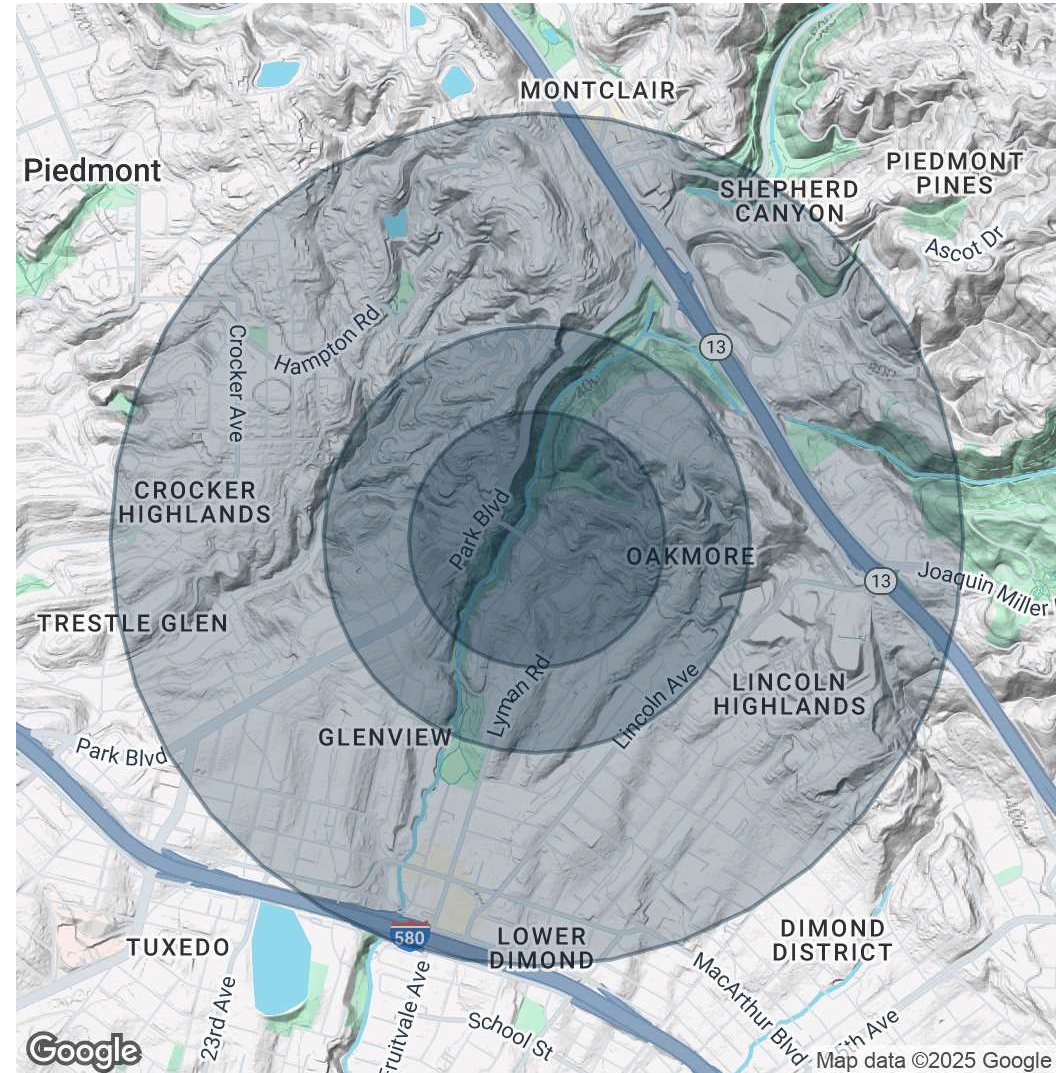 MONTCLAIR
Piedmont
PIEDMONT
PINES
SHEPHERD
CANYON
Ascot Dr
Crocker Ave
Hampton Rd
13
CROCKER
HIGHLANDS
Park Blvd
OAKMORE
13
Joaquin Miller
TRESTLE GLEN
Lyman Rd
Lincoln Ave
LINCOLN
HIGHLANDS
GLENVIEW
Park Blvd
580
TUXEDO
LOWER
DIMOND
DIMOND
DISTRICT
23rd Ave
Fruitvale Ave
School St
MacArthur Blvd
Ave
Google
Map data ©2025 Google